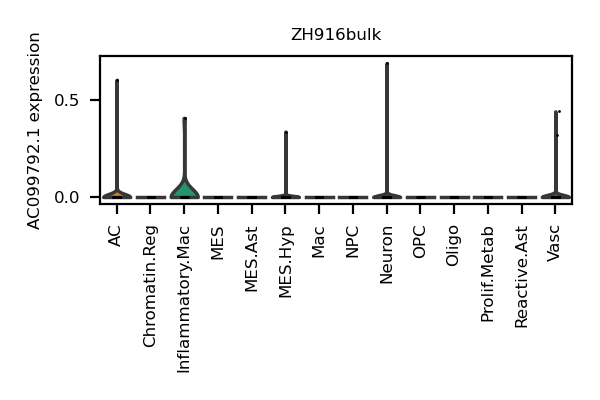 ZH916bulk
AC099792.1 expression
0.5
0.0
AC
Chromatin.Reg
Inflammatory.Mac
MES
MES.Ast
MES.Hyp
Mac
NPC
Neuron
OPC
Oligo
Prolif.Metab
Reactive.Ast
Vasc